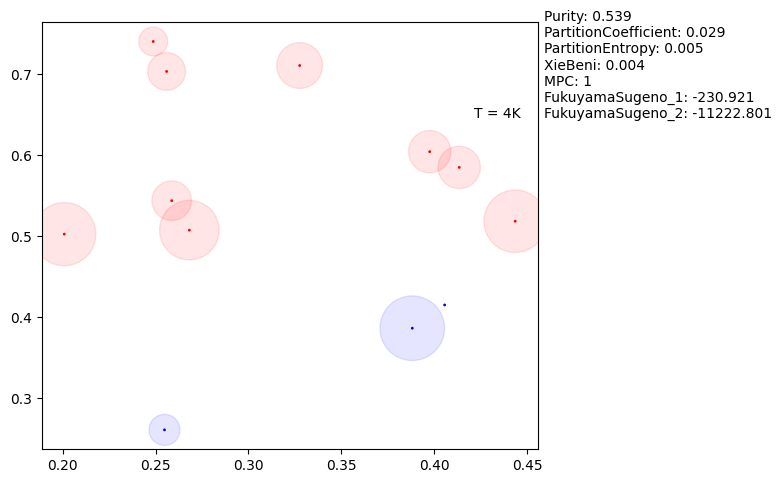 Purity: 0.539
PartitionCoefficient: 0.029
PartitionEntropy: 0.005
XieBeni: 0.004
MPC: 1
FukuyamaSugeno_1: -230.921
FukuyamaSugeno_2: -11222.801
T = 4K
0.7
0.6
0.5
0.4
0.3
0.20 0.25 0.30 0.35 0.40 0.45